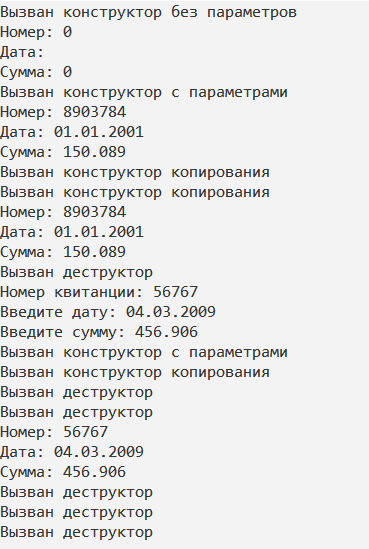 Вызван конструктор без параметров
Номер: 0
Дата:
Сумма: 0
Вызван конструктор с параметрами
Номер: 8903784
Дата: 01.01.2001
Сумма: 150.089
Вызван конструктор копирования
Вызван конструктор копирования
Номер: 8903784
Дата: 01.01.2001
Сумма: 150.089
Вызван деструктор
Номер квитанции: 56767
Введите дату: 04.03.2009
Введите сумму: 456.906
Вызван конструктор с параметрами
Вызван конструктор копирования
Вызван деструктор
Вызван деструктор
Номер: 56767
Дата: 04.03.2009
Сумма: 456.906
Вызван деструктор
Вызван деструктор
Вызван деструктор